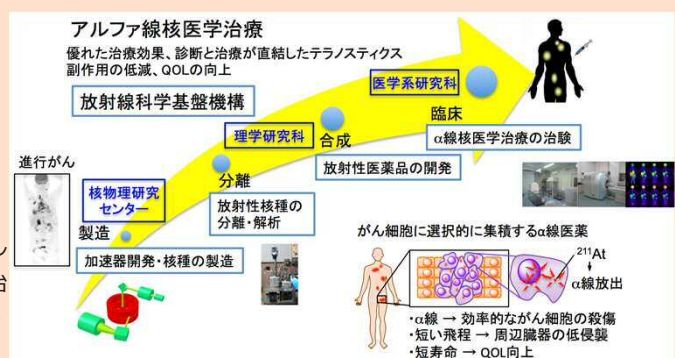 アルファ線核医学治療
優れた治療効果、診断と治療が直結したテラノスティクス
副作用の低減、QOLの向上
放射線科学基盤機構
医学系研究科
臨床
α線核医学治療の治験
理学研究科
合成
放射性医薬品の開発
分離
放射性核種の
分離・解析
進行がん
核物理研究
センター
製造
加速器開発・核種の製造
し
治
がん細胞に選択的に集積するα線医薬
²¹¹At
α線放出
・α線 → 効率的ながん細胞の殺傷
・短い飛程 → 周辺臓器の低侵襲
・短寿命 → QOL向上